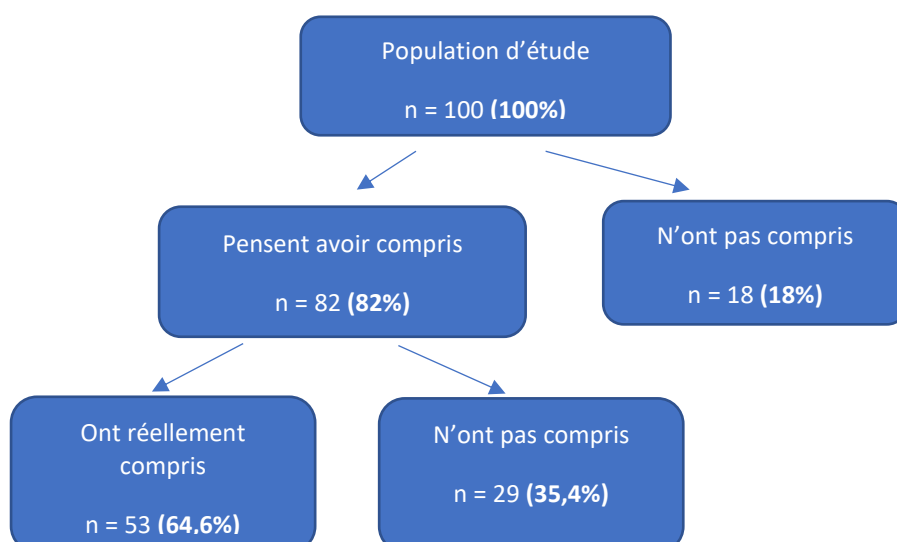 Population d’étude
n = 100 (100%)
Pensent avoir compris
n = 82 (82%)
N’ont pas compris
n = 18 (18%)
Ont réellement
compris
n = 53 (64,6%)
N’ont pas compris
n = 29 (35,4%)